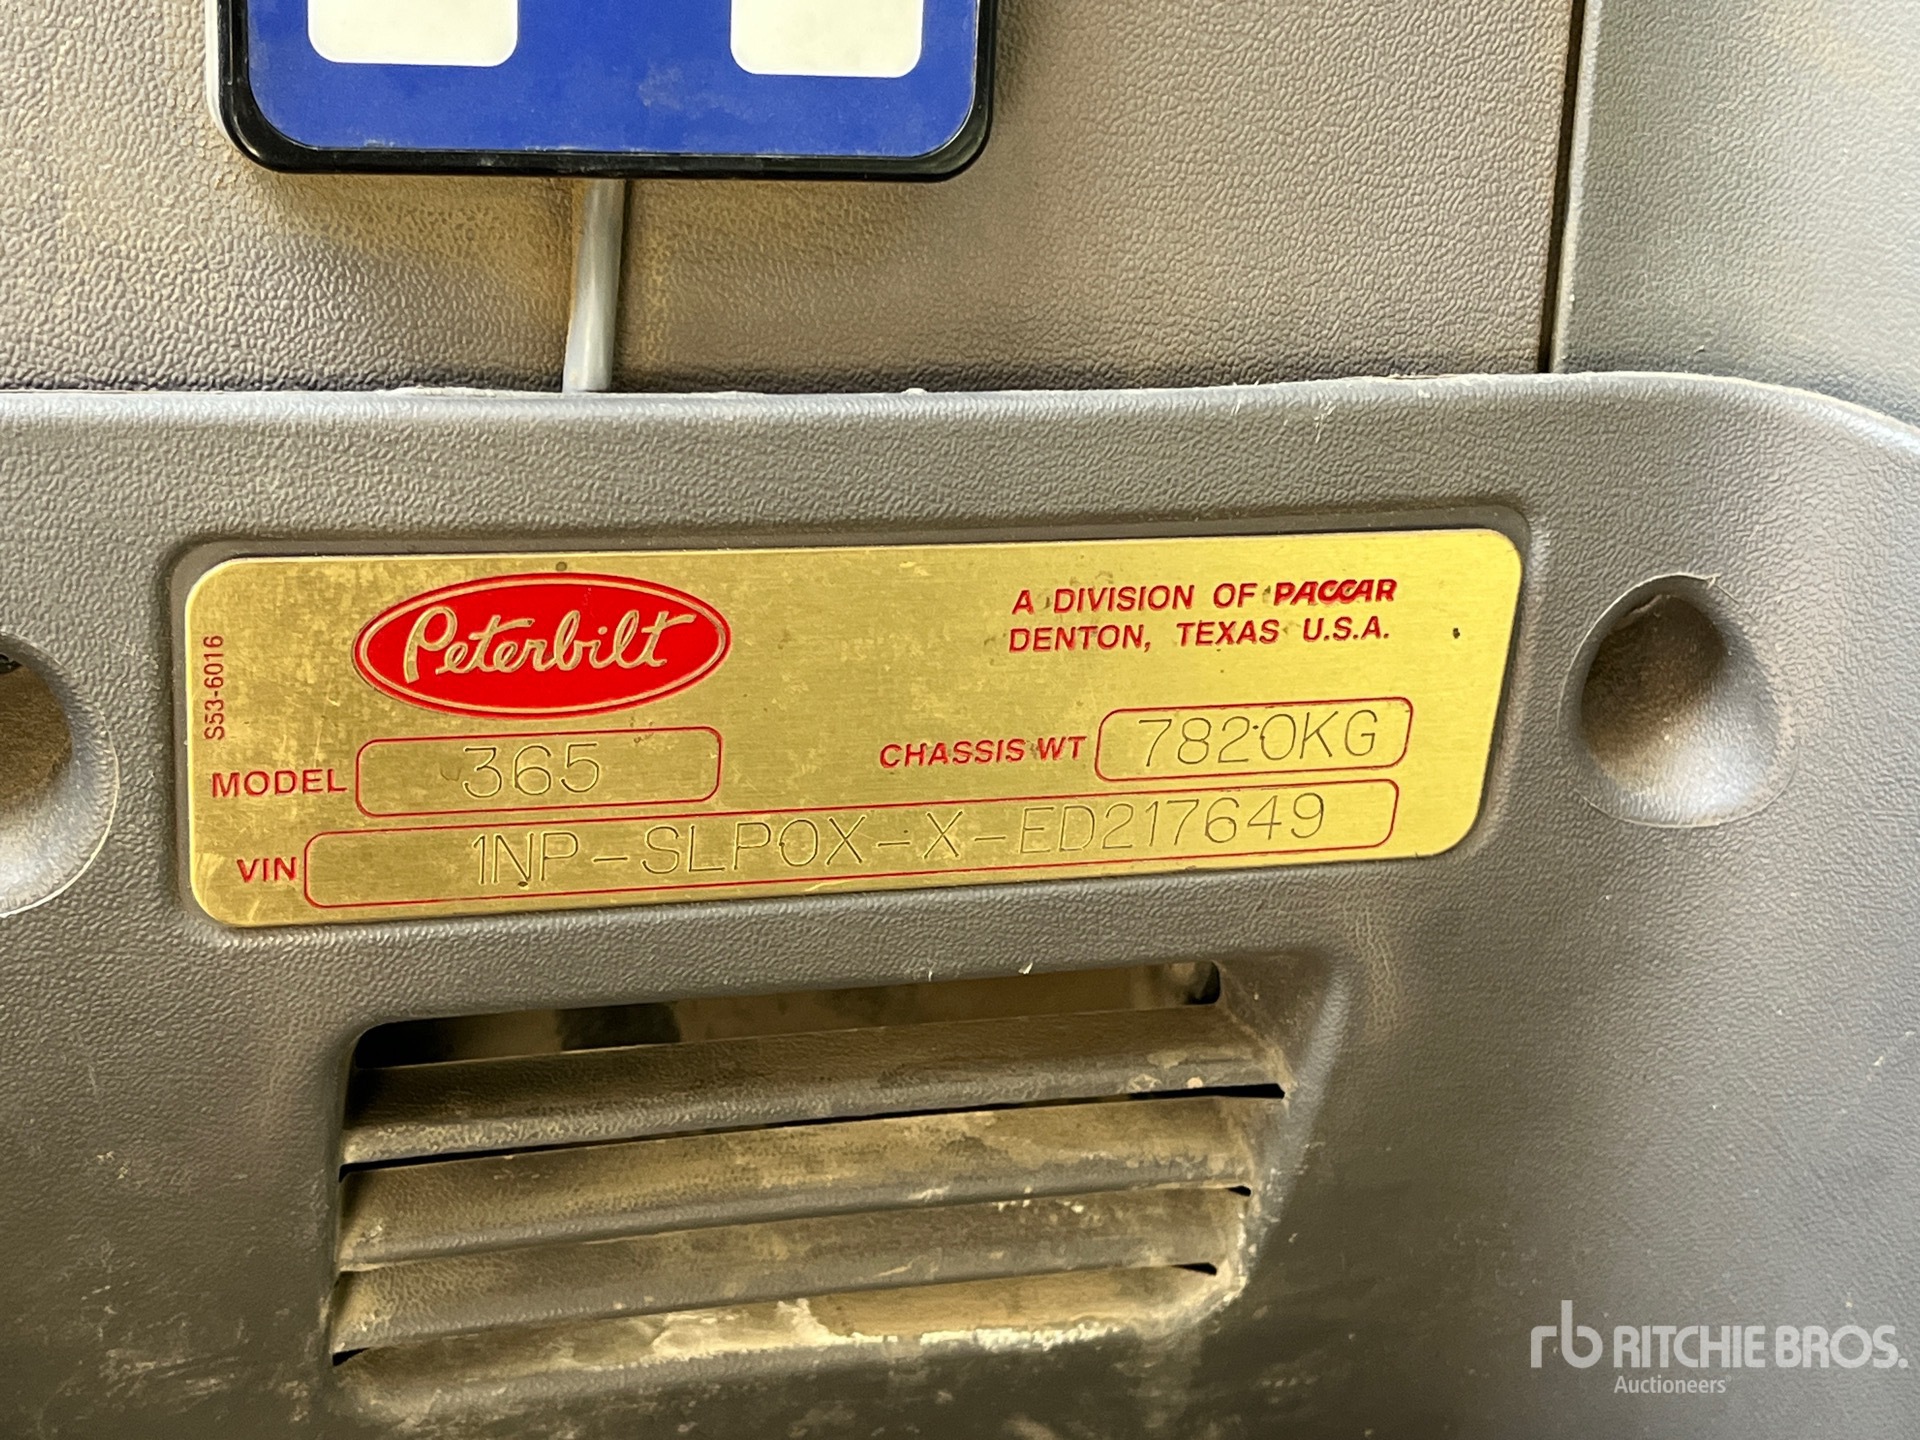 Peterbilt
A DIVISION OF PACCAR
DENTON, TEXAS U.S.A.
S53-6016
MODEL 365
CHASSIS WT 7820KG
VIN 1NP-SLP0X-X-ED217649
rb RITCHIE BROS.
Auctioneers